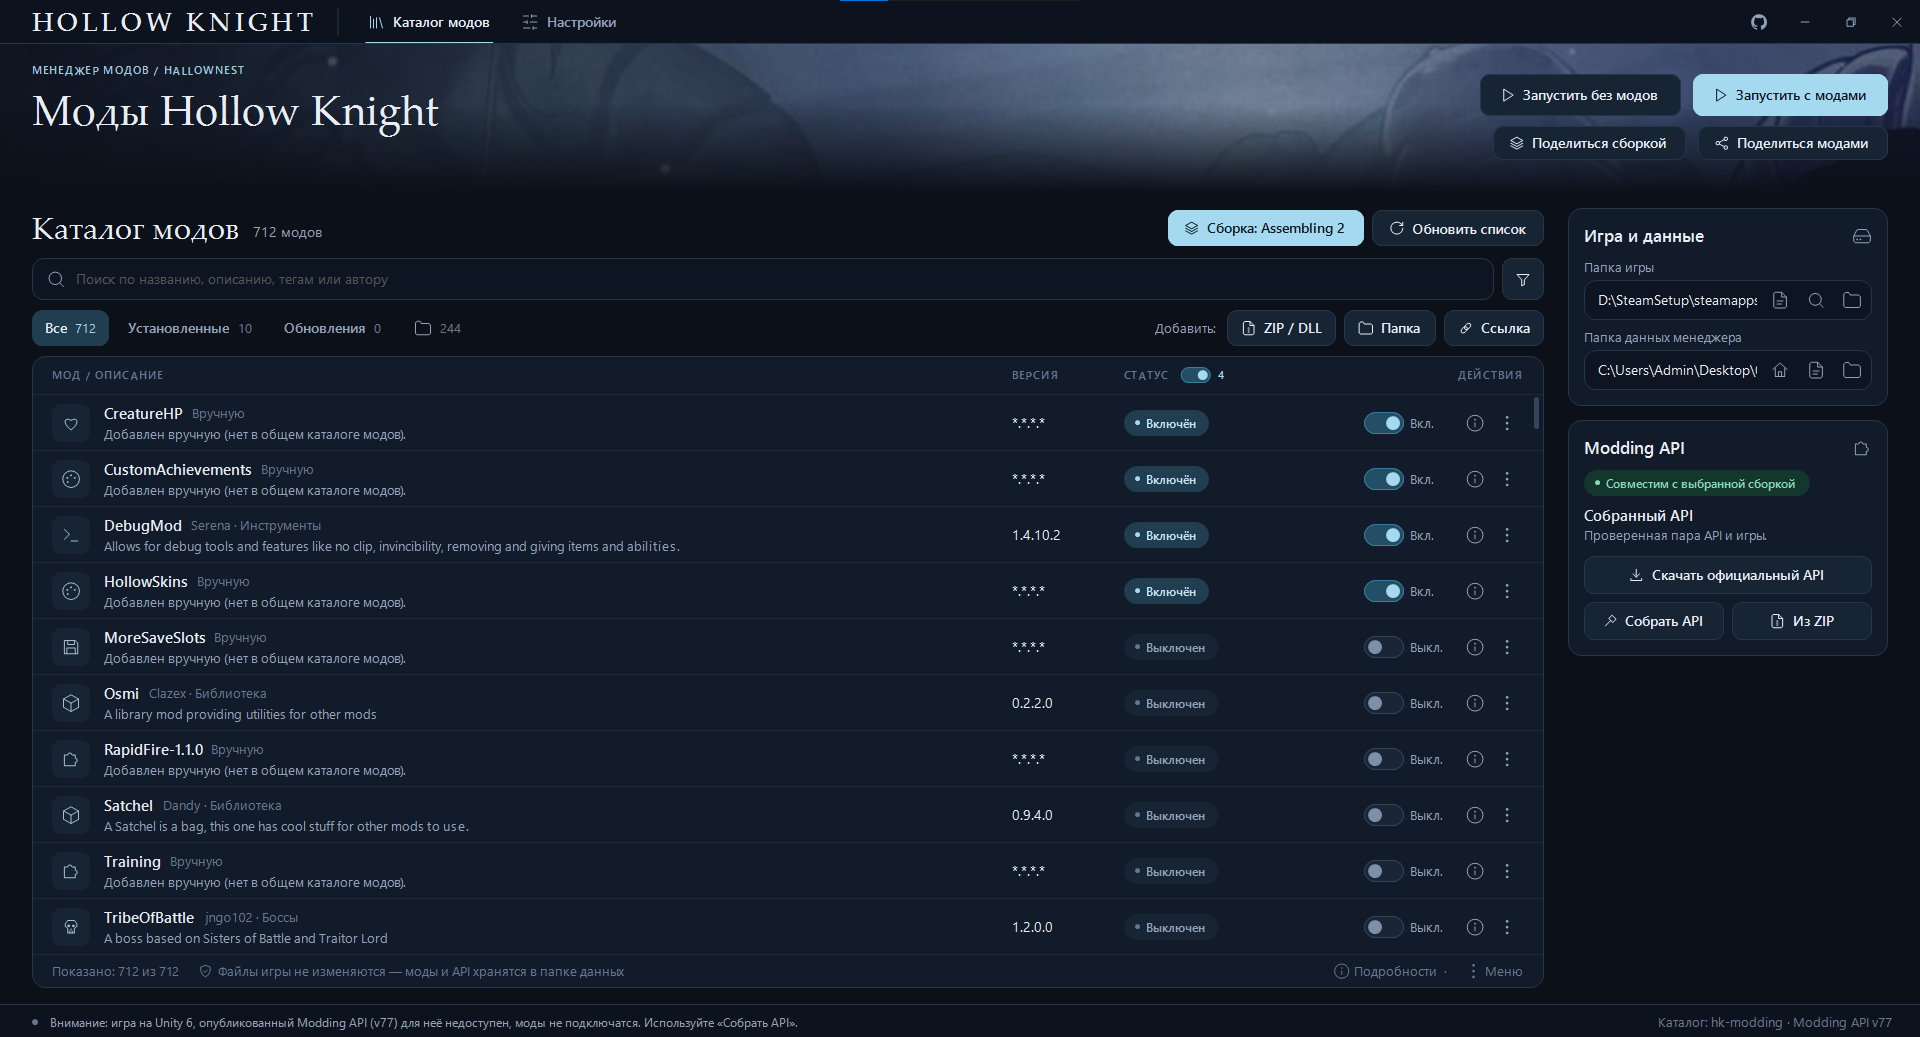 HOLLOW KNIGHT
Каталог модов
Настройки
МЕНЕДЖЕР МОДОВ / HALLOWNEST
Моды Hollow Knight
Запустить без модов
Запустить с модами
Поделиться сборкой
Поделиться модами
Каталог модов 712 модов
Сборка: Assembling 2
Обновить список
Поиск по названию, описанию, тегам или автору
Все 712
Установленные 10
Обновления 0
244
Добавить:
ZIP / DLL
Папка
Ссылка
МОД / ОПИСАНИЕ ВЕРСИЯ СТАТУС 4 ДЕЙСТВИЯ
CreatureHP Вручную
Добавлен вручную (нет в общем каталоге модов).
*.*.*.* Включён Вкл.
CustomAchievements Вручную
Добавлен вручную (нет в общем каталоге модов).
*.*.*.* Включён Вкл.
DebugMod Serena · Инструменты
Allows for debug tools and features like no clip, invincibility, removing and giving items and abilities.
1.4.10.2 Включён Вкл.
HollowSkins Вручную
Добавлен вручную (нет в общем каталоге модов).
*.*.*.* Включён Вкл.
MoreSaveSlots Вручную
Добавлен вручную (нет в общем каталоге модов).
*.*.*.* Выключен Выкл.
Osmi Clazex · Библиотека
A library mod providing utilities for other mods
0.2.2.0 Выключен Выкл.
RapidFire-1.1.0 Вручную
Добавлен вручную (нет в общем каталоге модов).
*.*.*.* Выключен Выкл.
Satchel Dandy · Библиотека
A Satchel is a bag, this one has cool stuff for other mods to use.
0.9.4.0 Выключен Выкл.
Training Вручную
Добавлен вручную (нет в общем каталоге модов).
*.*.*.* Выключен Выкл.
TribeOfBattle jngo102 · Боссы
A boss based on Sisters of Battle and Traitor Lord
1.2.0.0 Выключен Выкл.
Показано: 712 из 712
Файлы игры не изменяются — моды и API хранятся в папке данных
Подробности ·
Меню
Игра и данные
Папка игры
D:\SteamSetup\steamapps
Папка данных менеджера
C:\Users\Admin\Desktop\
Modding API
Совместим с выбранной сборкой
Собранный API
Проверенная пара API и игры.
Скачать официальный API
Собрать API
Из ZIP
Внимание: игра на Unity 6, опубликованный Modding API (v77) для неё недоступен, моды не подключатся. Используйте «Собрать API».
Каталог: hk-modding · Modding API v77